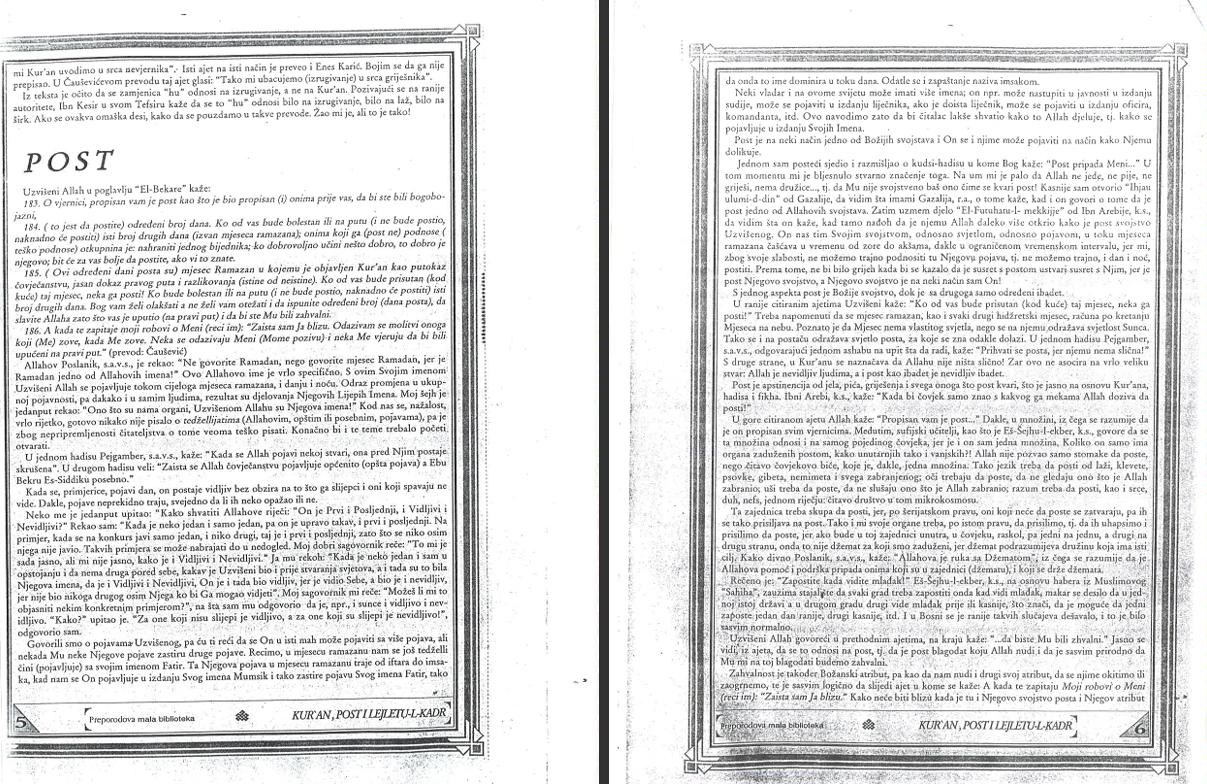 mi Kur'an uvodimo u srca nevjernika". Isti ajet na isti način je preveo i Enes Karić. Bojim se da ga nije
prepisao. U Čauševićevom prevodu taj ajet glasi: "Tako mi ubacujemo (izrugivanje) u srca griješnika".
Iz teksta je očito da se zamjenica "hu" odnosi na izrugivanje, a ne na Kur'an. Pozivajući se na ranije
autoritete, Ibn Kesir u svom Tefsiru kaže da se to "hu" odnosi bilo na izrugivanje, bilo na laž, bilo na
širk. Ako se ovakva omaška desi, kako da se pouzdamo u takve prevode. Žao mi je, ali to je tako!
POST
Uzvišeni Allah u poglavlju "El-Bekare" kaže:
183. O vjernici, propisan vam je post kao što je bio propisan (i) onima prije vas, da bi ste bili bogobo-
jazni,
184. ( to jest da postite) određeni broj dana. Ko od vas bude bolestan ili na putu (i ne bude postio,
naknadno će postiti) isti broj drugih dana (izvan mjeseca ramazana); onima koji ga (post ne) podnose (
teško podnose) otkupnina je: nahraniti jednog bijednika; ko dobrovoljno učini nešto dobro, to dobro je
njegovo; bit će za vas bolje da postite, ako vi to znate.
185. ( Ovi određeni dani posta su) mjesec Ramazan u kojemu je objavljen Kur'an kao putokaz
čovječanstvu, jasan dokaz pravog puta i razlikovanja (istine od neistine). Ko od vas bude prisutan (kod
kuće) taj mjesec, neka ga posti! Ko bude bolestan ili na putu (i ne bude postio, naknadno će postiti) isti
broj drugih dana. Bog vam želi olakšati a ne želi vam otežati i da ispunite određeni broj (dana posta), da
slavite Allaha zato što vas je uputio (na pravi put) i da bi ste Mu bili zahvalni.
186. A kada te zapitaje moji robovi o Meni (reci im): "Zaista sam Ja blizu. Odazivam se molitvi onoga
koji (Me) zove, kada Me zove. Neka se odazivaju Meni (Mome pozivu) i neka Me vjeruju da bi bili
upućeni na pravi put." (prevod: Čaušević)
Allahov Poslanik, s.a.v.s., je rekao: "Ne govorite Ramadan, nego govorite mjesec Ramadan, jer je
Ramadan jedno od Allahovih imena!" Ovo Allahovo ime je vrlo specifično. S ovim Svojim imenom
Uzvišeni Allah se pojavljuje tokom cijeloga mjeseca ramazana, i danju i noću. Odraz promjena u ukup-
noj pojavnosti, pa dakako i u samim ljudima, rezultat su djelovanja Njegovih Lijepih Imena. Moj šejh je
jedanput rekao: "Ono što su nama organi, Uzvišenom Allahu su Njegova imena!" Kod nas se, nažalost,
vrlo rijetko, gotovo nikako nije pisalo o tedželijatima (Allahovim, opštim ili posebnim, pojavama), pa je
zbog nepripremljenosti čitateljstva o tome veoma teško pisati. Konačno bi i te teme trebalo početi
otvarati.
U jednom hadisu Pejgamber, s.a.v.s., kaže: "Kada se Allah pojavi nekoj stvari, ona pred Njim postaje
skrušena". U drugom hadisu veli: "Zaista se Allah čovječanstvu pojavljuje općenito (opšta pojava) a Ebu
Bekru Es-Siddiku posebno."
Kada se, primjerice, pojavi dan, on postaje vidljiv bez obzira na to što ga slijepci i oni koji spavaju ne
vide. Dakle, pojave neprekidno traju, svejedno da li ih neko opažao ili ne.
Neko me je jedanput upitao: "Kako shvatiti Allahove riječi: "On je Prvi i Posljednji, i Vidljivi i
Nevidljivi?" Rekao sam: "Kada je neko jedan i samo jedan, pa on je upravo takav, i prvi i posljednji. Na
primjer, kada se na konkurs javi samo jedan, i niko drugi, taj je i prvi i posljednji, zato što se niko osim
njega nije javio. Takvih primjera se može nabrajati do u nedogled. Moj dobri sagovornik reče: "To mi je
sada jasno, ali mi nije jasno, kako je i Vidljivi i Nevidljivi." Ja mu rekoh: "Kada je neko jedan i sam u
opstojanju i da nema druga pored sebe, kakav je Uzvišeni bio i prije stvaranja svjetova, a i tada su to bila
Njegova imena, da je i Vidljivi i Nevidljivi, On je i tada bio vidljiv, jer je vidio Sebe, a bio je i nevidljiv,
jer nije bio nikoga drugog osim Njega ko bi Ga mogao vidjeti". Moj sagovornik mi reče: "Možeš li mi to
objasniti nekim konkretnim primjerom?", na šta sam mu odgovorio da je, npr., i sunce i vidljivo i nev-
idljivo. "Kako?" upitao je. "Za one koji nisu slijepi je vidljivo, a za one koji su slijepi je nevidljivo!",
odgovorio sam.
Govorili smo o pojavama Uzvišenog, pa ću ti reći da se On u isti mah može pojaviti sa više pojava, ali
nekada Mu neke Njegove pojave zastiru druge pojave. Recimo, u mjesecu ramazanu nam se još tedželli
čini (pojavljuje) sa svojim imenom Fatir. Ta Njegova pojava u mjesecu ramazanu traje od iftara do imsa-
ka, kad nam se On pojavljuje u izdanju Svog imena Mumsik i tako zastire pojavu Svog imena Fatir, tako
5
Preporodova mala biblioteka
KUR'AN, POST I LEJLETU-L-KADR
da onda to ime dominira u toku dana. Odatle se i zapaštanje naziva imsakom.
Neki vladar i na ovome svijetu može imati više imena; on npr. može nastupiti u javnosti u izdanju
sudije, može se pojaviti u izdanju liječnika, ako je doista liječnik, može se pojaviti u izdanju oficira,
komandanta, itd. Ovo navodimo zato da bi čitalac lakše shvatio kako to Allah djeluje, tj. kako se
pojavljuje u izdanju Svojih Imena.
Post je na neki način jedno od Božijih svojstava i On se i njime može pojaviti na način kako Njemu
dolikuje.
Jednom sam posteći sjedio i razmišljao o kudsi-hadisu u kome Bog kaže: "Post pripada Meni..." U
tom momentu mi je bljesnulo stvarno značenje toga. Na um mi je palo da Allah ne jede, ne pije, ne
griješi, nema družice..., tj. da Mu nije svojstveno baš ono čime se kvari post! Kasnije sam otvorio "Ihjau
ulumi-d-din" od Gazalije, da vidim šta imami Gazalija, r.a., o tome kaže, kad i on govori o tome da je
post jedno od Allahovih svojstava. Zatim uzmem djelo "El-Futuhatu-l- mekkijje" od Ibn Arebije, k.s.,
da vidim šta on kaže, kad tamo nađoh da je njemu Allah daleko više otkrio kako je post svojstvo
Uzvišenog. On nas tim Svojim svojstvom, odnosno svjetlom, odnosno pojavom, u toku mjeseca
ramazana čašćava u vremenu od zore do akšama, dakle u ograničenom vremenskom intervalu, jer mi,
zbog svoje slabosti, ne možemo trajno podnositi tu Njegovu pojavu, tj. ne možemo trajno, i dan i noć,
postiti. Prema tome, ne bi bilo grijeh kada bi se kazalo da je susret s postom ustvari susret s Njim, jer je
post Njegovo svojstvo, a Njegovo svojstvo je na neki način sam On!
S jednog aspekta post je Božije svojstvo, dok je sa drugoga samo određeni ibadet.
U ranije citiranim ajetima Uzvišeni kaže: "Ko od vas bude prisutan (kod kuće) taj mjesec, neka ga
posti!" Treba napomenuti da se mjesec ramazan, kao i svaki drugi hidžretski mjesec, računa po kretanju
Mjeseca na nebu. Poznato je da Mjesec nema vlastitog svjetla, nego se na njemu odražava svjetlost Sunca.
Tako se i na postaču odražava svjetlo posta, za koje se zna odakle dolazi. U jednom hadisu Pejgamber,
s.a.v.s., odgovarajući jednom ashabu na upit šta da radi, kaže: "Prihvati se posta, jer njemu nema slična!"
S druge strane, u Kur'anu se naznačava da Allahu nije ništa slično! Zar ovo ne asocira na vrlo veliku
stvar: Allah je nevidljiv ljudima, a i post kao ibadet je nevidljiv ibadet.
Post je apstinencija od jela, pića, griješenja i svega onoga što post kvari, što je jasno na osnovu Kur'ana,
hadisa i fikha. Ibni Arebi, k.s., kaže: "Kada bi čovjek samo znao s kakvog ga mekama Allah doziva da
posti!"
U gore citiranom ajetu Allah kaže: "Propisan vam je post..." Dakle, u množini, iz čega se razumije da
je on propisan svim vjernicima. Međutim, sufijski učitelji, kao što je Eš-Šejhu-l-ekber, k.s., govore da se
ta množina odnosi i na samog pojedinog čovjeka, jer je i on sam jedna množina. Koliko on samo ima
organa zaduženih postom, kako unutarnjih tako i vanjskih?! Allah nije pozvao samo stomake da poste,
nego čitavo čovjekovo biće, koje je, dakle, jedna množina. Tako jezik treba da posti od laži, klevete,
psovke, gibeta, nemimeta i svega zabranjenog; oči trebaju da poste, da ne gledaju ono što je Allah
zabranio; uši treba da poste, da ne slušaju ono što je Allah zabranio; razum treba da posti, kao i srce,
duh, nefs, jednom riječju: čitavo društvo u tom mikrokosmosu.
Ta zajednica treba skupa da posti, jer, po šerijatskom pravu, oni koji neće da poste se zatvaraju, pa ih
se tako prisiljava na post. Tako i mi svoje organe treba, po istom pravu, da prisilimo, tj. da ih uhapsimo i
prisilimo da poste, jer, ako bude u toj zajednici unutra, u čovjeku, raskol, pa jedni na jednu, a drugi na
drugu stranu, onda to nije džemat za koji smo zaduženi, jer džemat podrazumijeva družinu koja ima isti
cilj. Kako divno Poslanik, s.a.v.s., kaže: "Allahova je ruka sa Džematom", iz čega se razumije da je
Allahova pomoć i podrška pripada onima koji su u zajednici (džematu), i koji se drže džemata.
Rečeno je: "Zapostite kada vidite mlađak!" Eš-Šejhu-l-ekber, k.s., na osnovu habera iz Muslimovog
"Sahiha", zauzima stajalište da svaki grad treba zapostiti onda kad vidi mlađak, makar se desilo da u jed-
noj istoj državi a u drugom gradu drugi vide mlađak prije ili kasnije, što znači, da je moguće da jedni
zaposte jedan dan ranije, drugi kasnije, itd. I u Bosni se je ranije takvih slučajeva dešavalo, i to je bilo
sasvim normalno.
Uzvišeni Allah govoreći u prethodnim ajetima, na kraju kaže: "...da biste Mu bili zahvalni." Jasno se
vidi, iz ajeta, da se to odnosi na post, tj. da je post blagodat koju Allah nudi, i da je sasvim prirodno da
Mu mi na toj blagodati budemo zahvalni.
Zahvalnost je također Božanski atribut, pa kao da nam nudi i drugi svoj atribut, da se njime okitimo ili
zaogrnemo, te je sasvim logično da slijedi ajet u kome se kaže: A kada te zapitaju Moji robovi o Meni
(reci im): "Zaista sam Ja blizu." Kako neće biti blizu kada je tu i Njegovo svojstvo posta i Njegov atribut
Preporodova mala biblioteka
KUR'AN, POST I LEJLETU-L-KADR